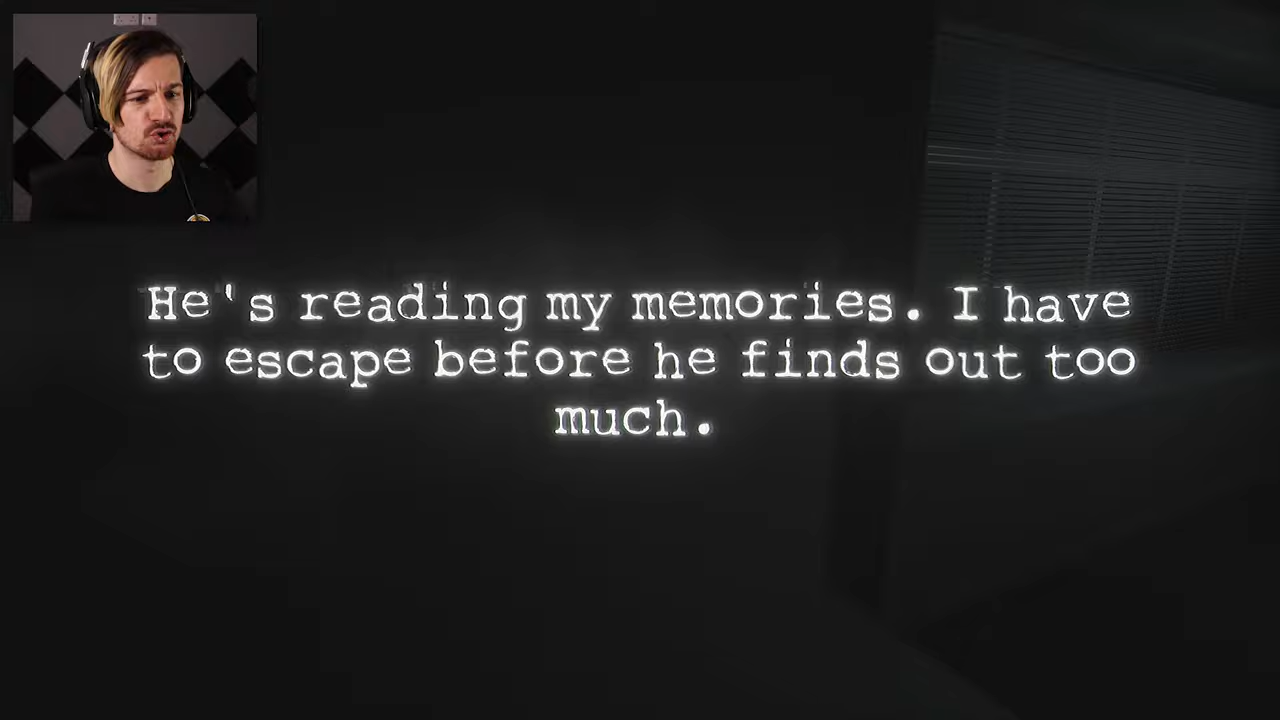 He's reading my memories. I have
to escape before he finds out too
much.